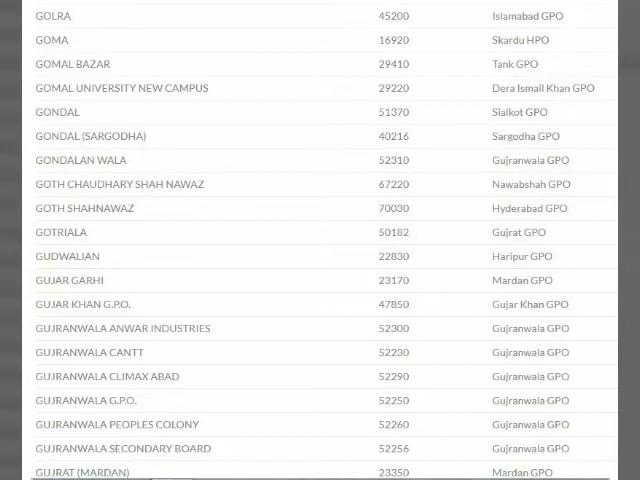 GOLRA 45200 Islamabad GPO
GOMA 16920 Skardu HPO
GOMAL BAZAR 29410 Tank GPO
GOMAL UNIVERSITY NEW CAMPUS 29220 Dera Ismail Khan GPO
GONDAL 51370 Sialkot GPO
GONDAL (SARGODHA) 40216 Sargodha GPO
GONDALAN WALA 52310 Gujranwala GPO
GOTH CHAUDHARY SHAH NAWAZ 67220 Nawabshah GPO
GOTH SHAHNAWAZ 70030 Hyderabad GPO
GOTRIALA 50182 Gujrat GPO
GUDWALIAN 22830 Haripur GPO
GUJAR GARHI 23170 Mardan GPO
GUJAR KHAN G.P.O. 47850 Gujar Khan GPO
GUJRANWALA ANWAR INDUSTRIES 52300 Gujranwala GPO
GUJRANWALA CANTT 52230 Gujranwala GPO
GUJRANWALA CLIMAX ABAD 52290 Gujranwala GPO
GUJRANWALA G.P.O. 52250 Gujranwala GPO
GUJRANWALA PEOPLES COLONY 52260 Gujranwala GPO
GUJRANWALA SECONDARY BOARD 52256 Gujranwala GPO
GUJRAT (MARDAN) 23350 Mardan GPO